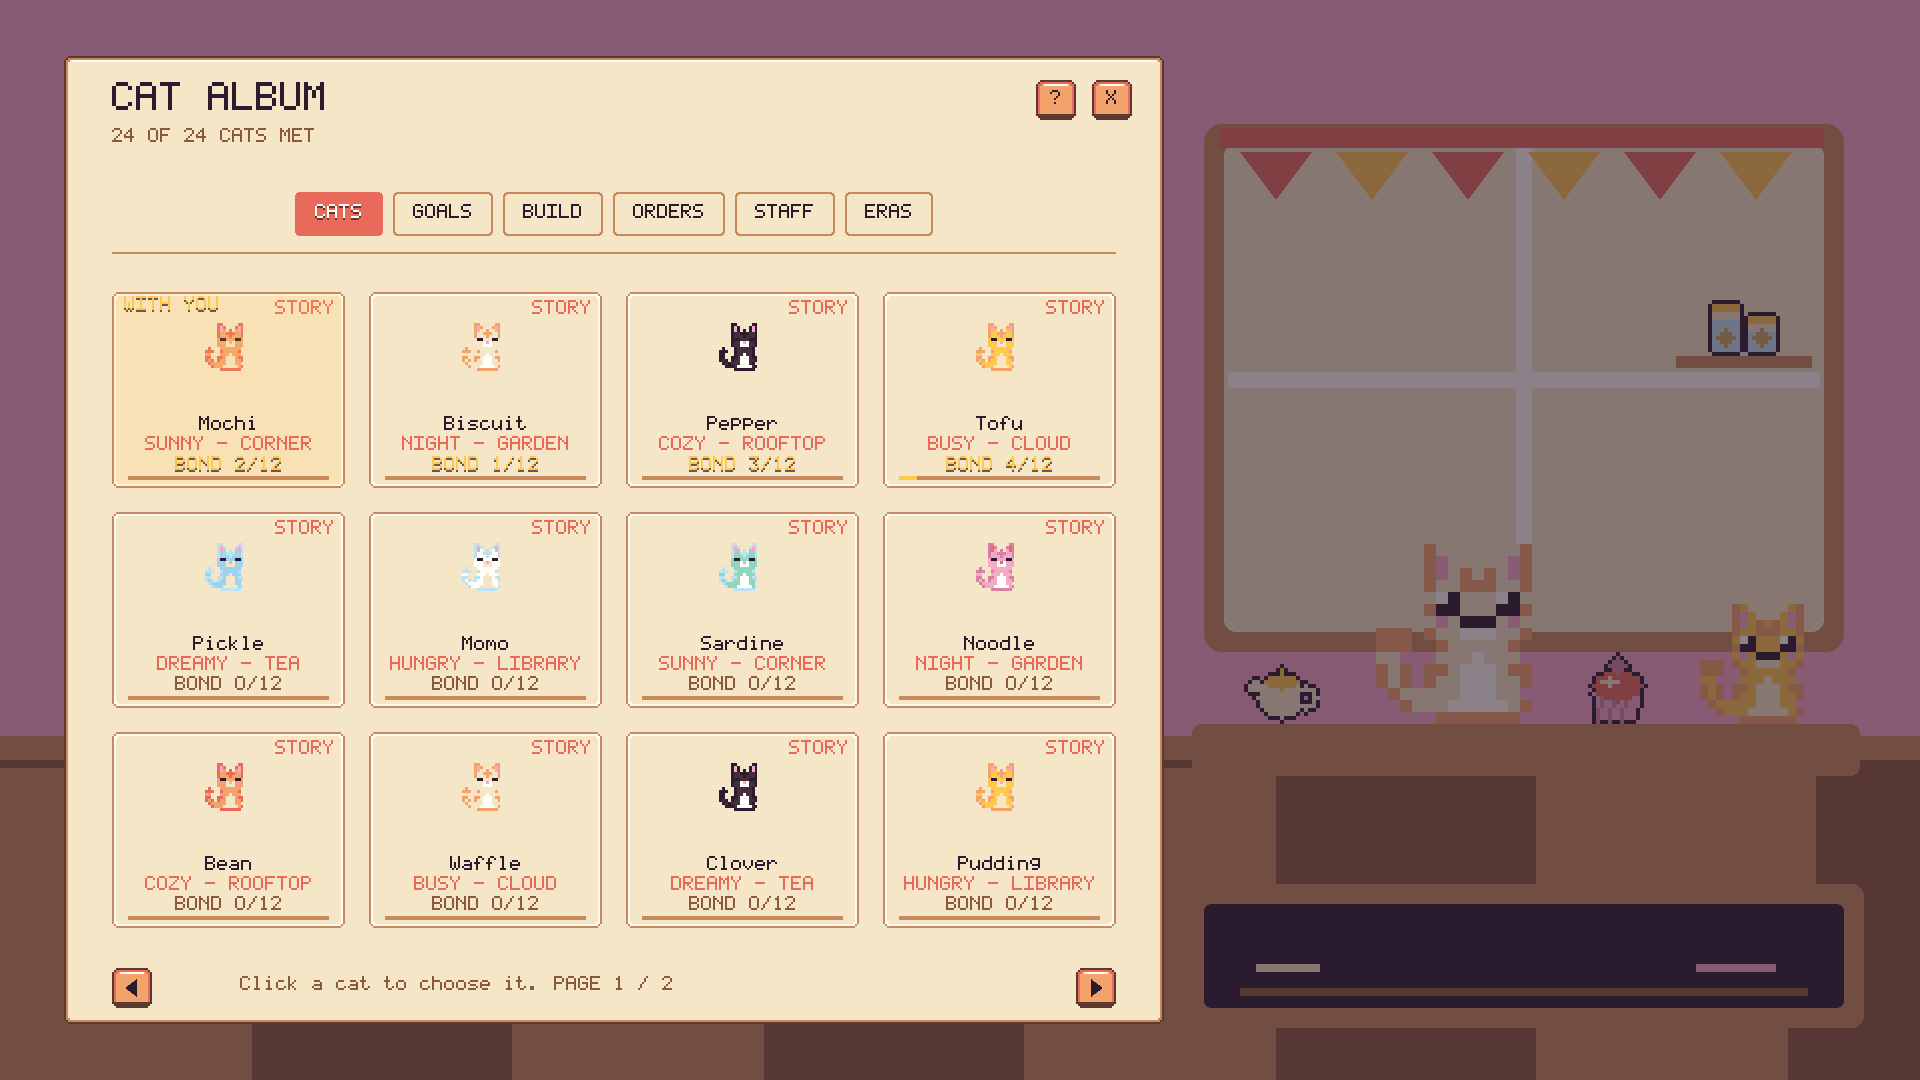 CAT ALBUM
? X
24 OF 24 CATS MET
CATS GOALS BUILD ORDERS STAFF ERAS
WITH YOU STORY STORY STORY STORY
Mochi Biscuit Pepper Tofu
SUNNY - CORNER NIGHT - GARDEN COZY - ROOFTOP BUSY - CLOUD
BOND 2/12 BOND 1/12 BOND 3/12 BOND 4/12
STORY STORY STORY STORY
Pickle Momo Sardine Noodle
DREAMY - TEA HUNGRY - LIBRARY SUNNY - CORNER NIGHT - GARDEN
BOND 0/12 BOND 0/12 BOND 0/12 BOND 0/12
STORY STORY STORY STORY
Bean Waffle Clover Pudding
COZY - ROOFTOP BUSY - CLOUD DREAMY - TEA HUNGRY - LIBRARY
BOND 0/12 BOND 0/12 BOND 0/12 BOND 0/12
Click a cat to choose it. PAGE 1 / 2